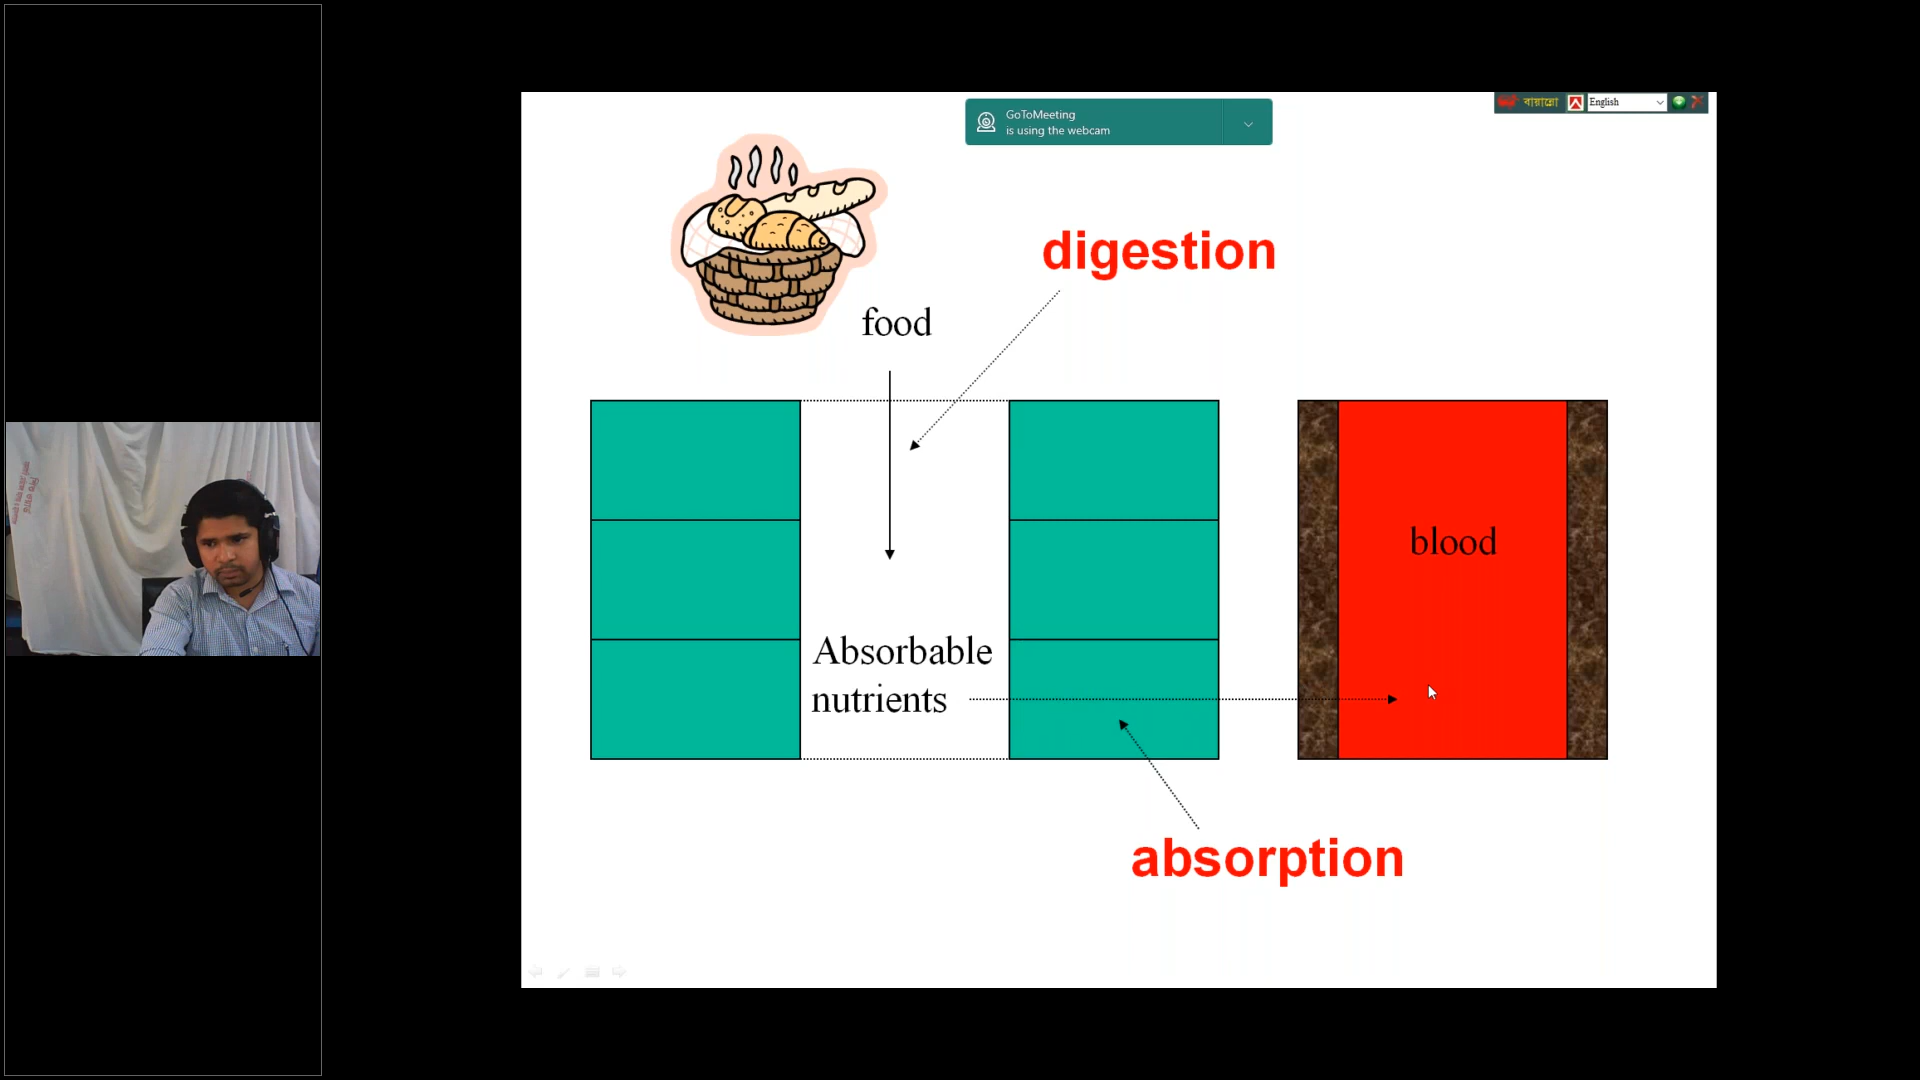 GoToMeeting
is using the webcam
বায়ান্নো
English
digestion
food
blood
Absorbable
nutrients
absorption